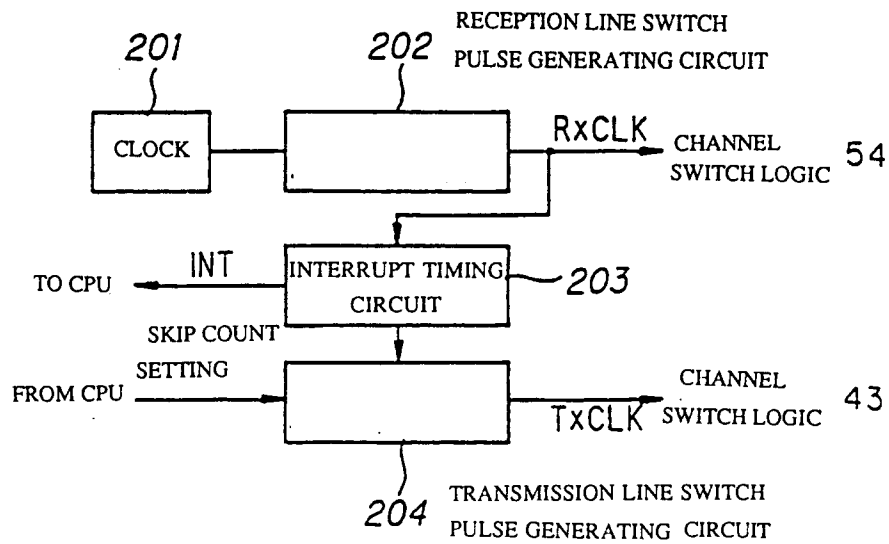 RECEPTION LINE SWITCH
PULSE GENERATING CIRCUIT
201
202
CLOCK
RxCLK
CHANNEL
SWITCH LOGIC 54
INT
TO CPU
INTERRUPT TIMING
CIRCUIT
203
SKIP COUNT
SETTING
FROM CPU
TxCLK
CHANNEL
SWITCH LOGIC 43
204
TRANSMISSION LINE SWITCH
PULSE GENERATING CIRCUIT